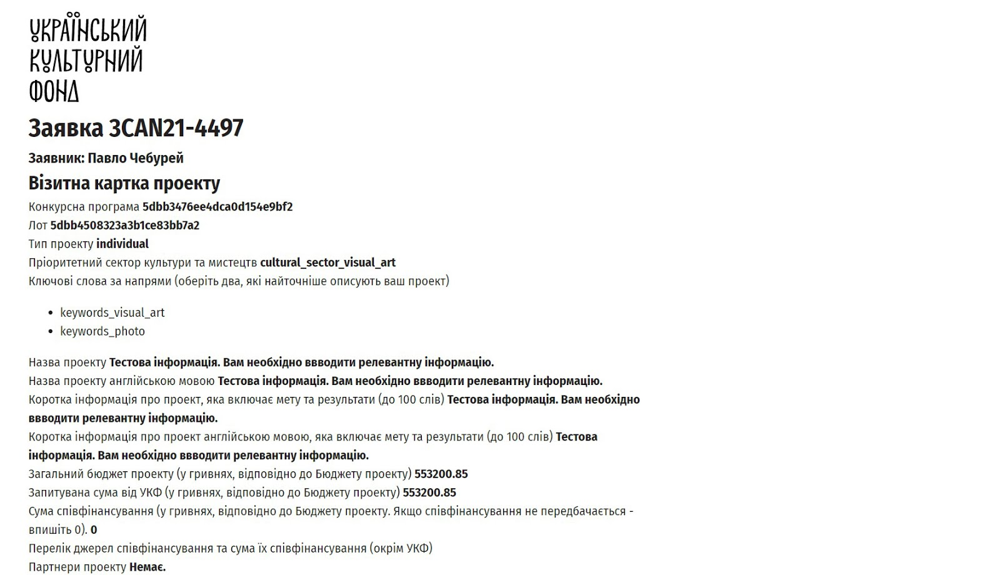 УКРАЇНСЬКИЙ
КУЛЬТУРНИЙ
ФОНД
Заявка 3CAN21-4497
Заявник: Павло Чебурей
Візитна картка проекту
Конкурсна програма 5dbb3476ee4dca0d154e9bf2
Лот 5dbb4508323a3b1ce83bb7a2
Тип проекту individual
Пріоритетний сектор культури та мистецтв cultural_sector_visual_art
Ключові слова за напрями (оберіть два, які найточніше описують ваш проект)
• keywords_visual_art
• keywords_photo
Назва проекту Тестова інформація. Вам необхідно ввводити релевантну інформацію.
Назва проекту англійською мовою Тестова інформація. Вам необхідно ввводити релевантну інформацію.
Коротка інформація про проект, яка включає мету та результати (до 100 слів) Тестова інформація. Вам необхідно
ввводити релевантну інформацію.
Коротка інформація про проект англійською мовою, яка включає мету та результати (до 100 слів) Тестова
інформація. Вам необхідно ввводити релевантну інформацію.
Загальний бюджет проекту (у гривнях, відповідно до Бюджету проекту) 553200.85
Запитувана сума від УКФ (у гривнях, відповідно до Бюджету проекту) 553200.85
Сума співфінансування (у гривнях, відповідно до Бюджету проекту. Якщо співфінансування не передбачається -
впишіть 0). 0
Перелік джерел співфінансування та сума їх співфінансування (окрім УКФ)
Партнери проекту Немає.